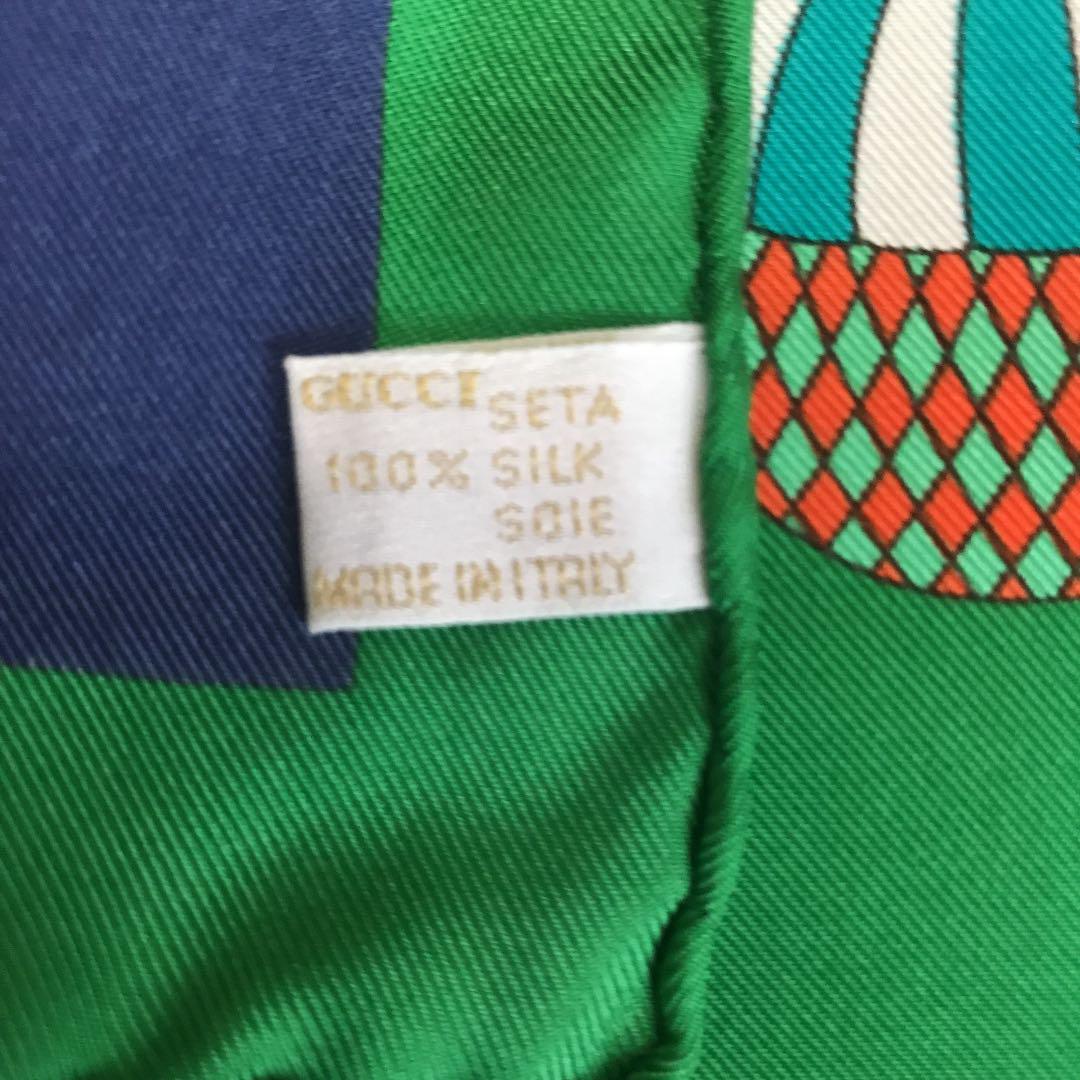 GUCCI SETA
100% SILK
SOIE
MADE IN ITALY